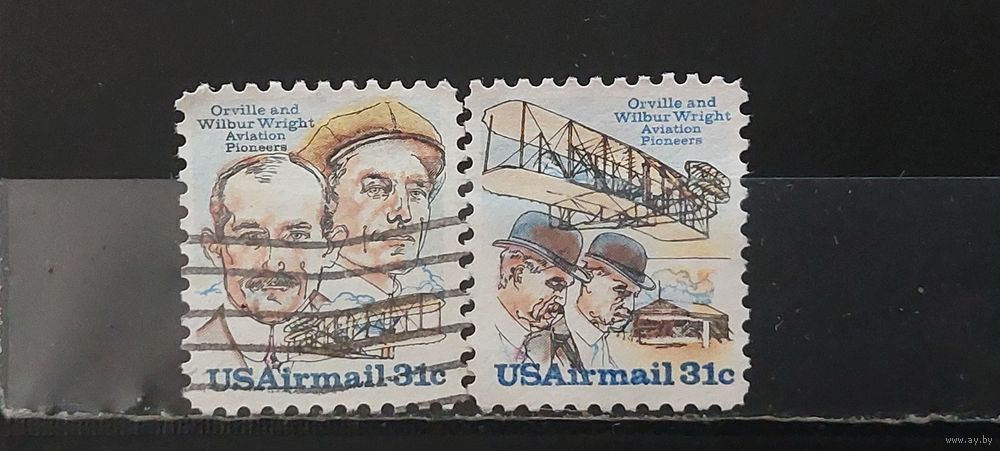 Orville and
Wilbur Wright
Aviation
Pioneers
USAirmail 31c
Orville and
Wilbur Wright
Aviation
Pioneers
USAirmail 31c
www.ay.by